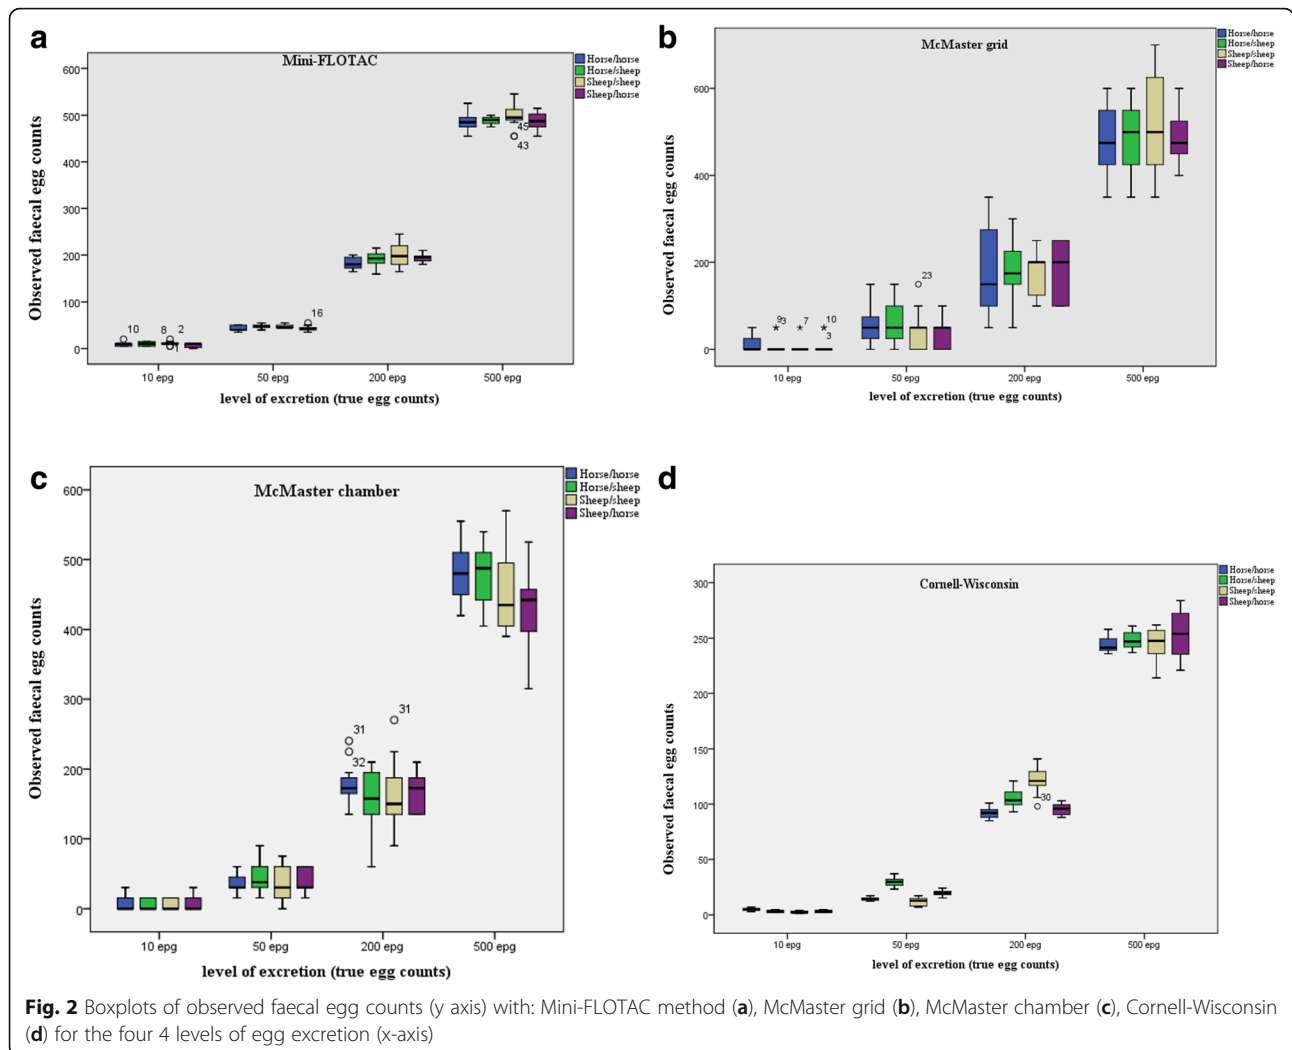 a
Mini-FLOTAC
Horse/horse
Horse/sheep
Sheep/sheep
Sheep/horse
600
500
400
300
200
100
0
Observed faecal egg counts
10
8
2
1
16
45
43
10 epg
50 epg
200 epg
500 epg
level of excretion (true egg counts)
b
McMaster grid
Horse/horse
Horse/sheep
Sheep/sheep
Sheep/horse
600
400
200
0
Observed faecal egg counts
9 3
7
10
3
23
10 epg
50 epg
200 epg
500 epg
level of excretion (true egg counts)
c
McMaster chamber
Horse/horse
Horse/sheep
Sheep/sheep
Sheep/horse
600
500
400
300
200
100
0
Observed faecal egg counts
31
32
31
10 epg
50 epg
200 epg
500 epg
level of excretion (true egg counts)
d
Cornell-Wisconsin
Horse/horse
Horse/sheep
Sheep/sheep
Sheep/horse
300
250
200
150
100
50
0
Observed faecal egg counts
30
10 epg
50 epg
200 epg
500 epg
level of excretion (true egg counts)
Fig. 2 Boxplots of observed faecal egg counts (y axis) with: Mini-FLOTAC method (a), McMaster grid (b), McMaster chamber (c), Cornell-Wisconsin
(d) for the four 4 levels of egg excretion (x-axis)